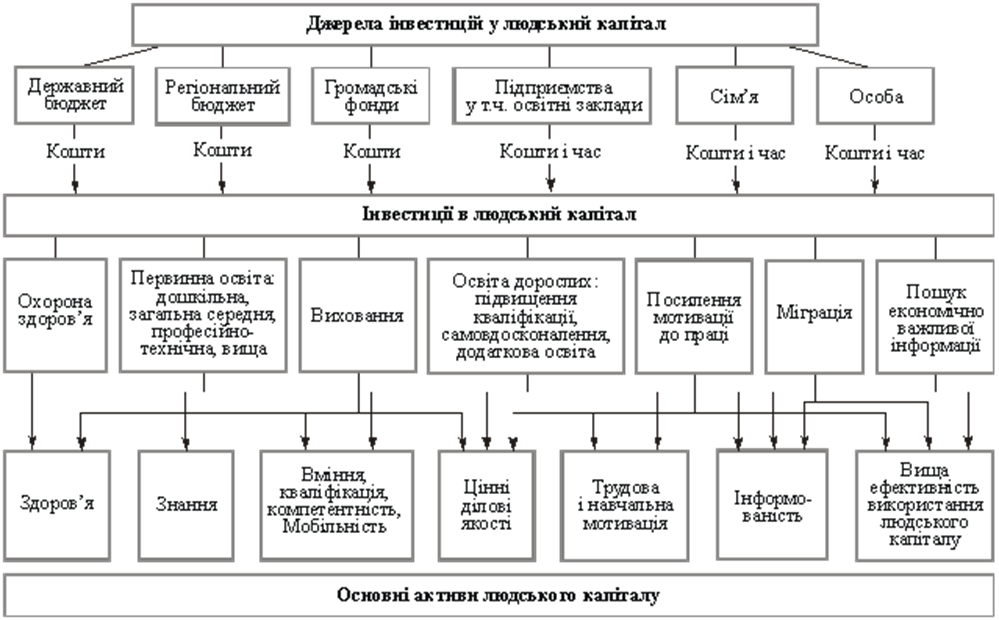 Джерела інвестицій у людський капітал
Державний
бюджет
Регіональний
бюджет
Громадські
фонди
Підприємства
у т.ч. освітні заклади
Сім’я
Особа
Кошти
Кошти
Кошти
Кошти і час
Кошти і час
Кошти і час
Інвестиції в людський капітал
Охорона
здоров’я
Первинна освіта:
дошкільна,
загальна середня,
професійно-
технічна, вища
Виховання
Освіта дорослих:
підвищення
кваліфікації,
самовдосконалення,
додаткова освіта
Посилення
мотивації
до праці
Міграція
Пошук
економічно
важливої
інформації
Здоров’я
Знання
Вміння,
кваліфікація,
компетентність,
Мобільність
Цінні
ділові
якості
Трудова
і навчальна
мотивація
Інформо-
ваність
Вища
ефективність
використання
людського
капіталу
Основні активи людського капіталу